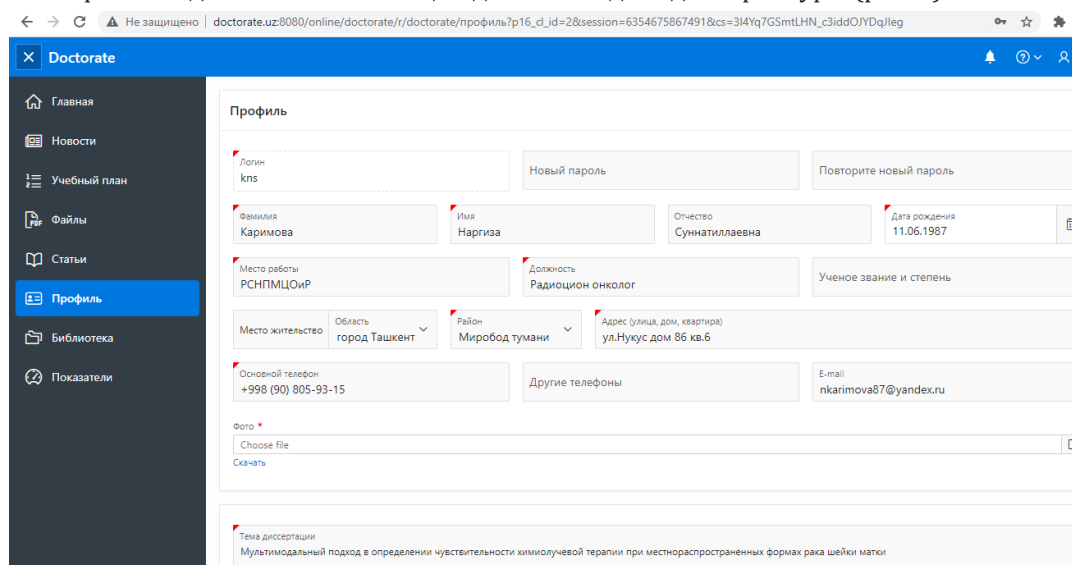 Не защищено doctorate.uz:8080/online/doctorate/r/doctorate/профиль?p16_cl_id=2&session=6354675867491&cs=3l4Yq7GSmtLHN_c3iddOJYDqJleg
Doctorate
Главная
Новости
Учебный план
Файлы
Статьи
Профиль
Библиотека
Показатели
Профиль
Логин
kns
Новый пароль
Повторите новый пароль
Фамилия
Каримова
Имя
Наргиза
Отчество
Суннатиллаевна
Дата рождения
11.06.1987
Место работы
РСНПМЦОиР
Должность
Радиоцион онколог
Ученое звание и степень
Место жительство
Область
город Ташкент
Район
Миробод тумани
Адрес (улица, дом, квартира)
ул.Нукус дом 86 кв.6
Основной телефон
+998 (90) 805-93-15
Другие телефоны
E-mail
nkarimova87@yandex.ru
Фото *
Choose file
Скачать
Тема диссертации
Мультимодальный подход в определении чувствительности химиолучевой терапии при местнораспространенных формах рака шейки матки